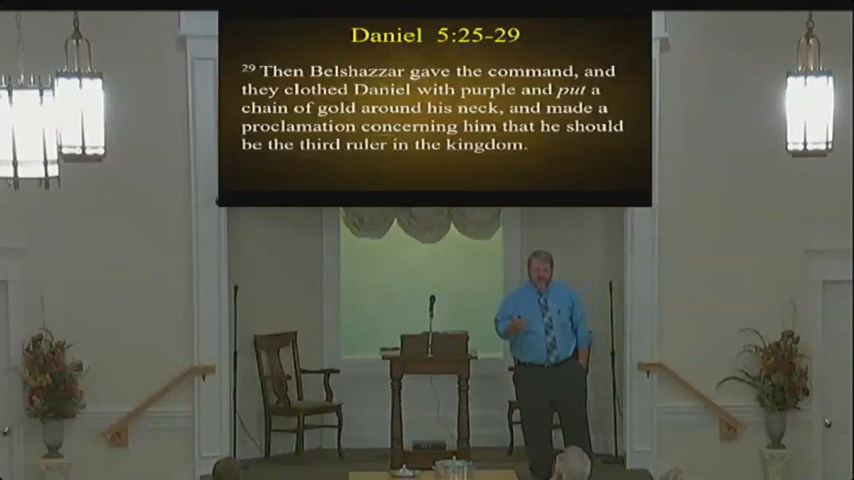 Daniel 5:25-29
29 Then Belshazzar gave the command, and
they clothed Daniel with purple and put a
chain of gold around his neck, and made a
proclamation concerning him that he should
be the third ruler in the kingdom.